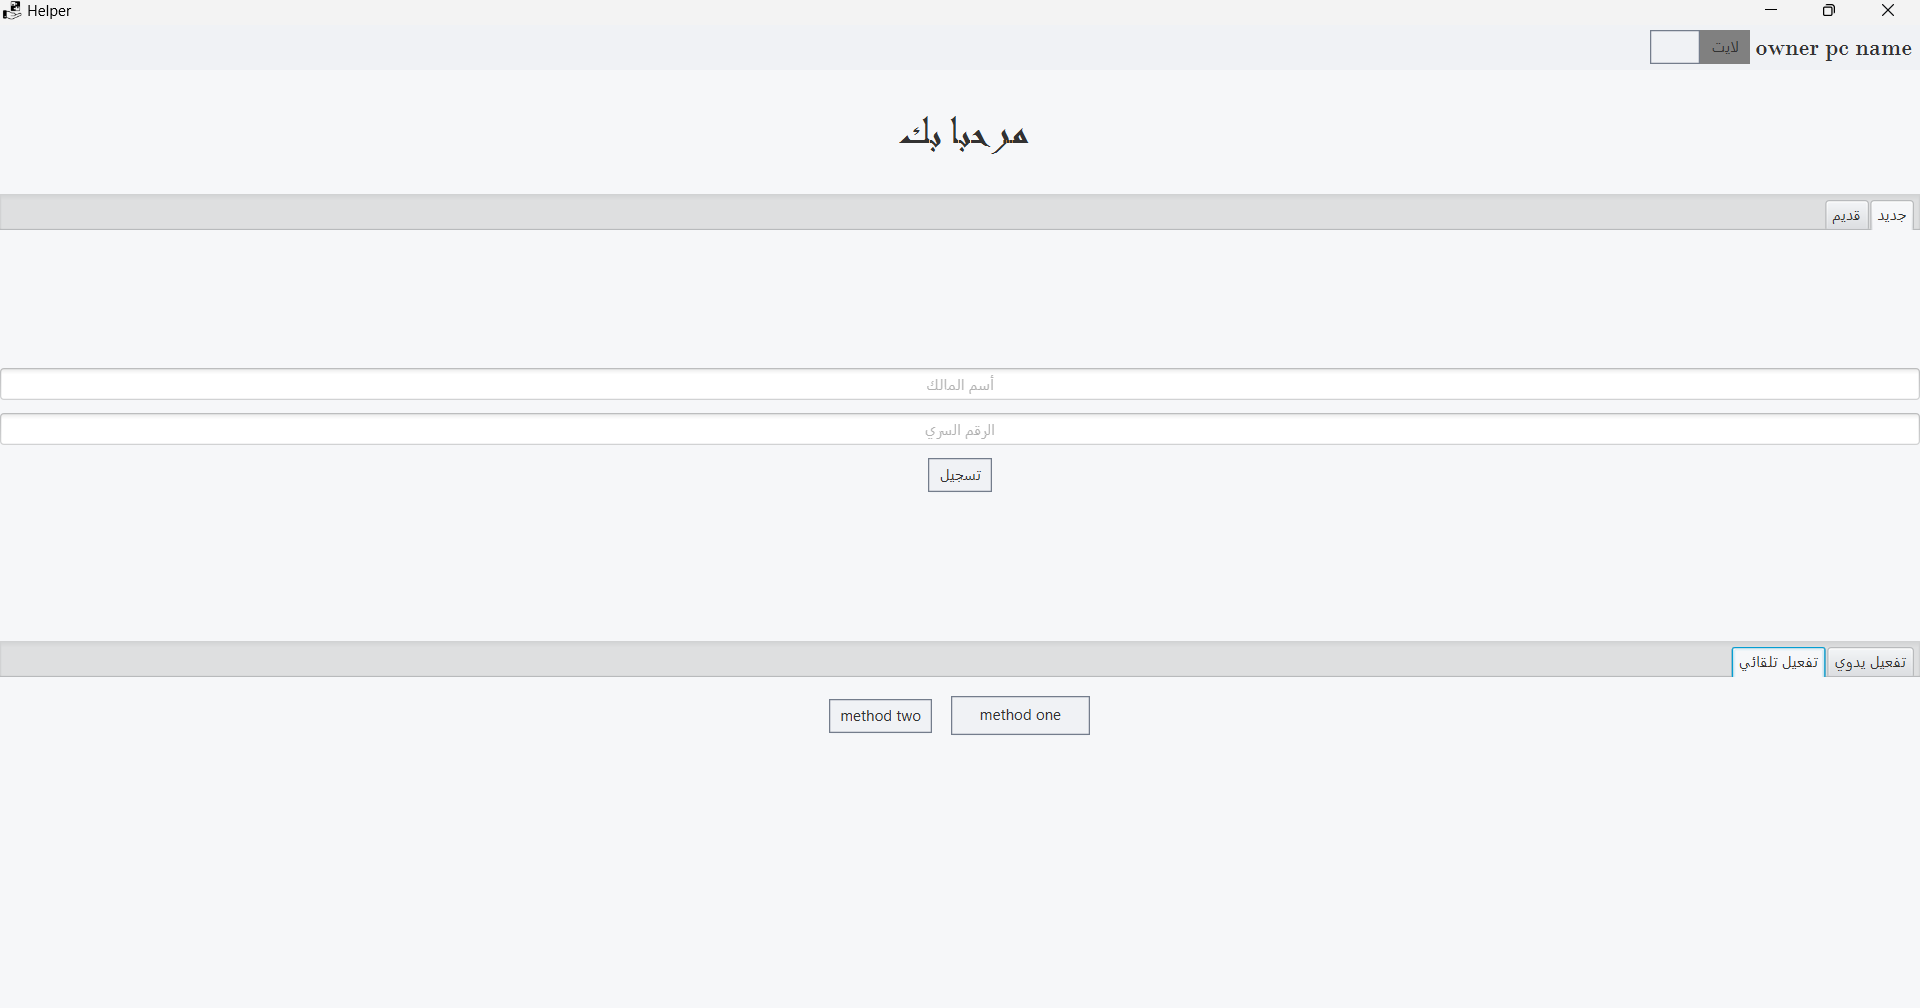 Helper
owner pc name لايت
مرحبا بك
جديد قديم
أسم المالك
الرقم السري
تسجيل
تفعيل يدوي تفعيل تلقائي
method one method two